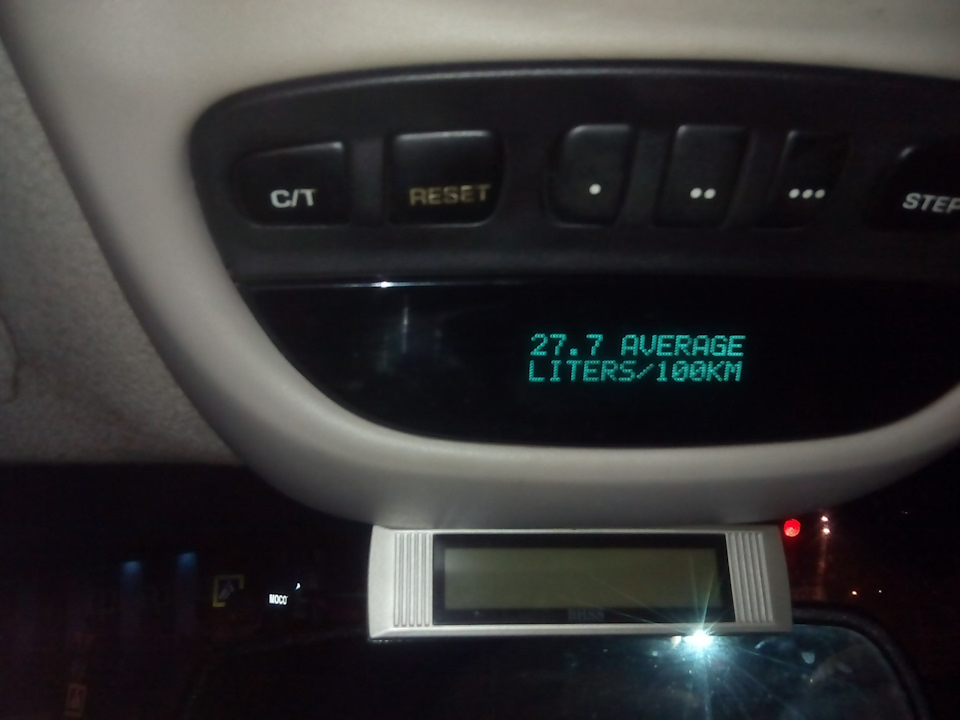 C/T
RESET
STEP
27.7 AVERAGE
LITERS/100KM